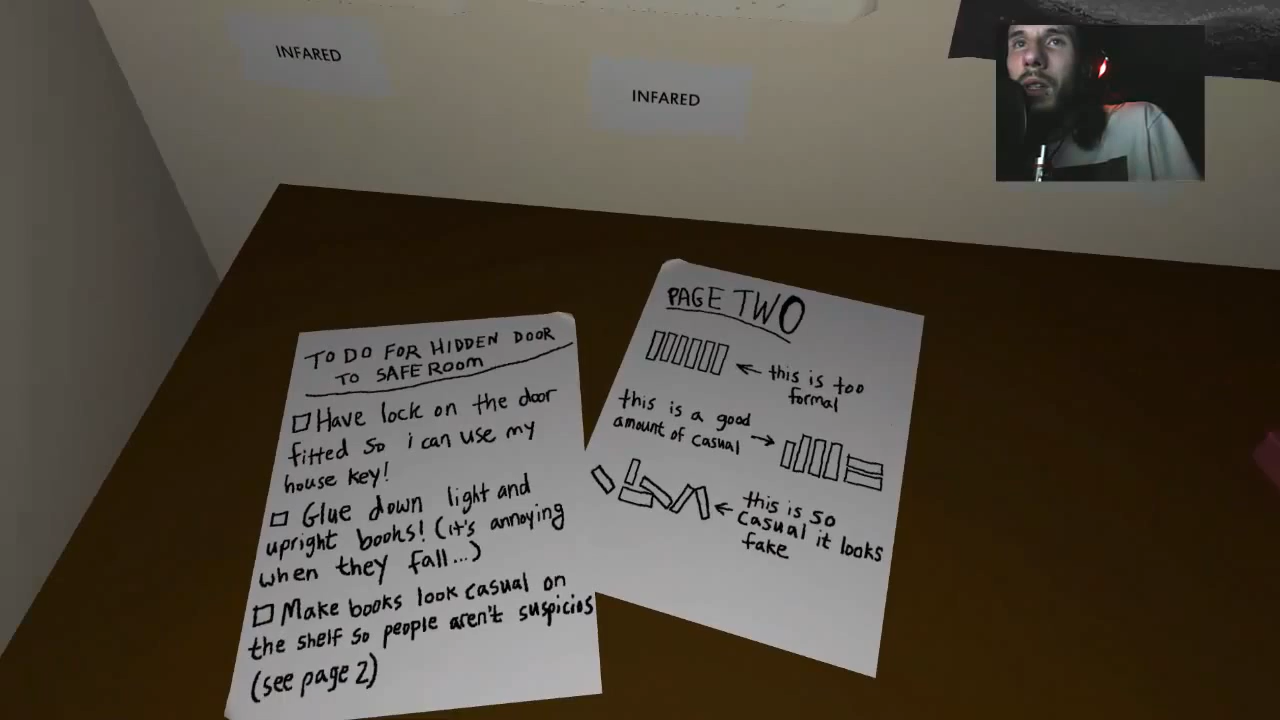 INFARED
INFARED
TO DO FOR HIDDEN DOOR
TO SAFE ROOM
Have lock on the door
fitted so i can use my
house key!
Glue down light and
upright books! (it's annoying
when they fall...)
Make books look casual on
the shelf so people aren't suspicios
(see page 2)
PAGE TWO
this is too
formal
this is a good
amount of casual
this is so
casual it looks
fake